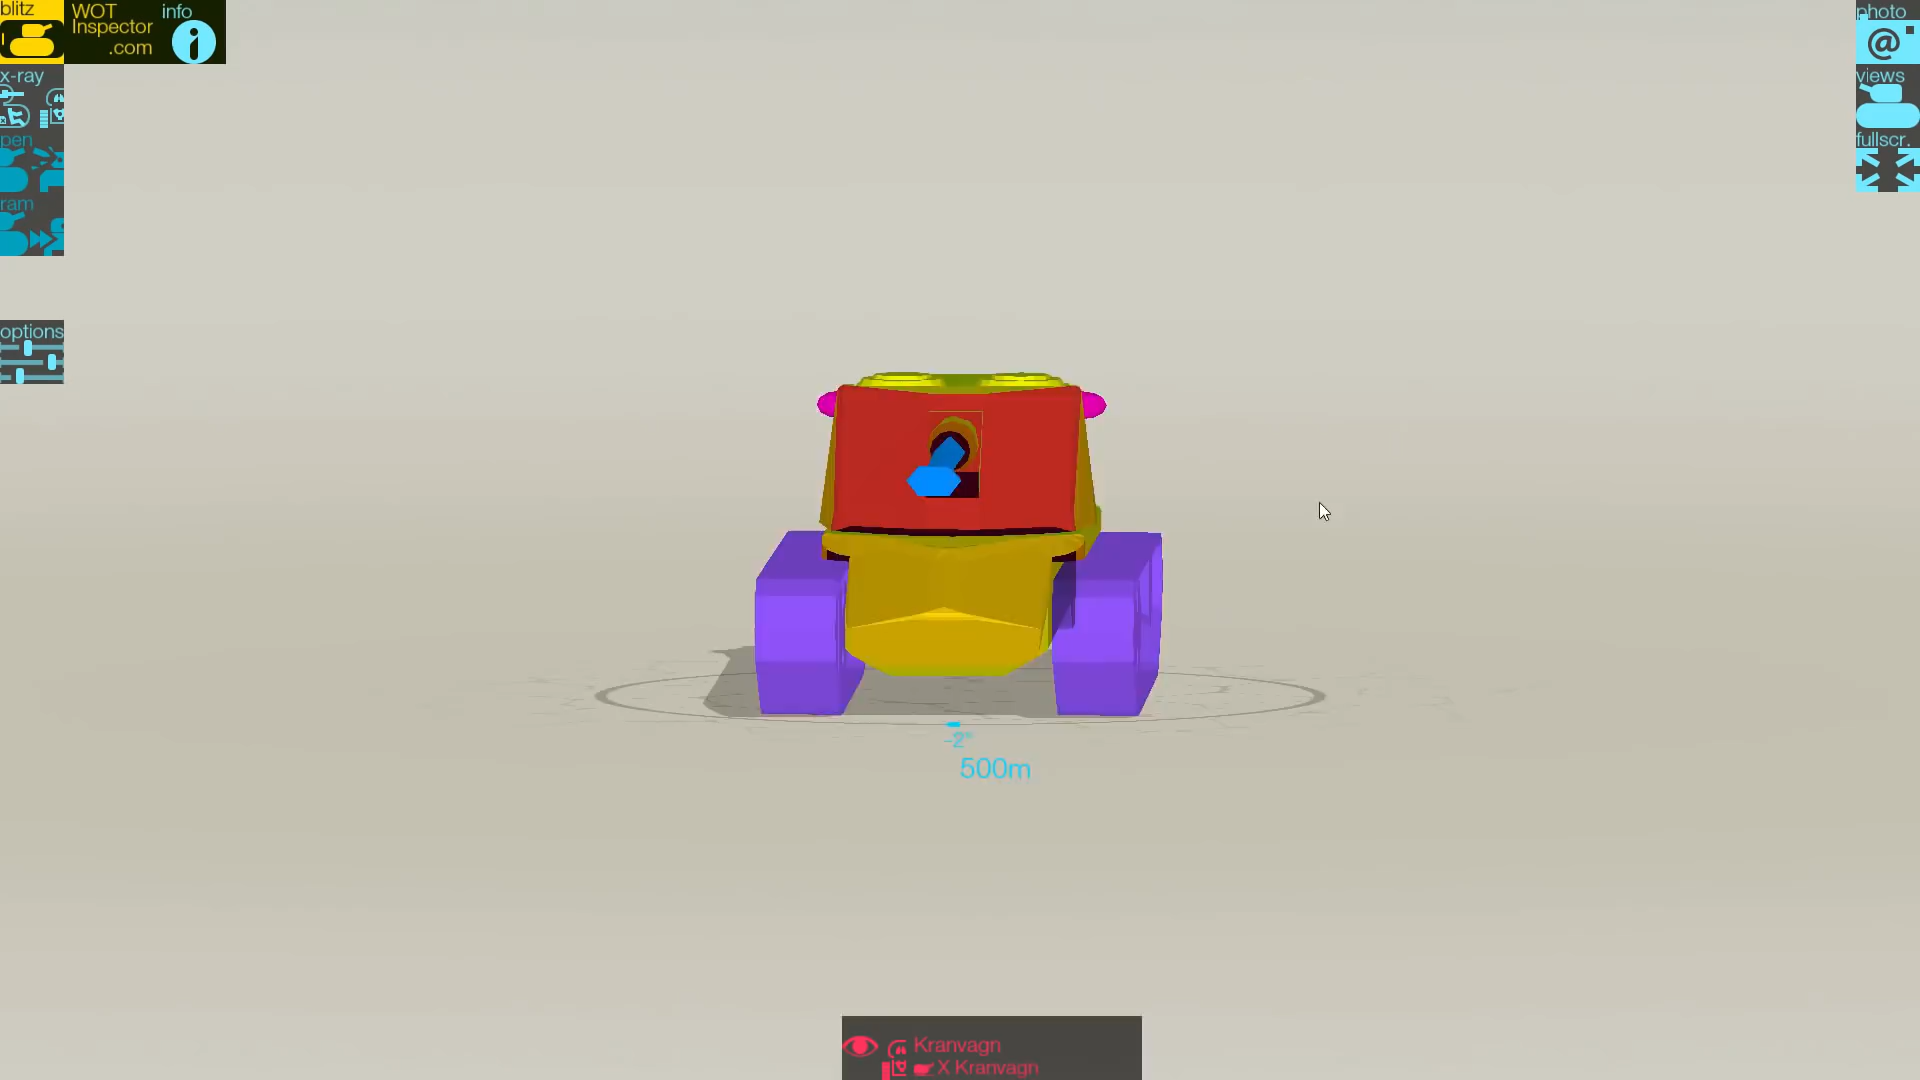 blitz
WOT
Inspector
.com
info
x-ray
pen
ram
options
photo
@
views
fullscr.
-2°
500m
Kranvagn
X Kranvagn